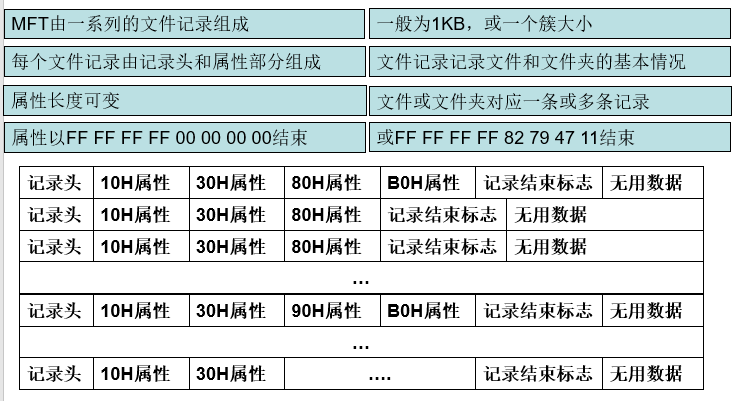 MFT由一系列的文件记录组成
一般为1KB，或一个簇大小
每个文件记录由记录头和属性部分组成
文件记录记录文件和文件夹的基本情况
属性长度可变
文件或文件夹对应一条或多条记录
属性以FF FF FF FF 00 00 00 00结束
或FF FF FF FF 82 79 47 11结束
记录头 10H属性 30H属性 80H属性 B0H属性 记录结束标志 无用数据
记录头 10H属性 30H属性 80H属性 记录结束标志 无用数据
记录头 10H属性 30H属性 80H属性 记录结束标志 无用数据
...
记录头 10H属性 30H属性 90H属性 B0H属性 记录结束标志 无用数据
...
记录头 10H属性 30H属性 .... 记录结束标志 无用数据